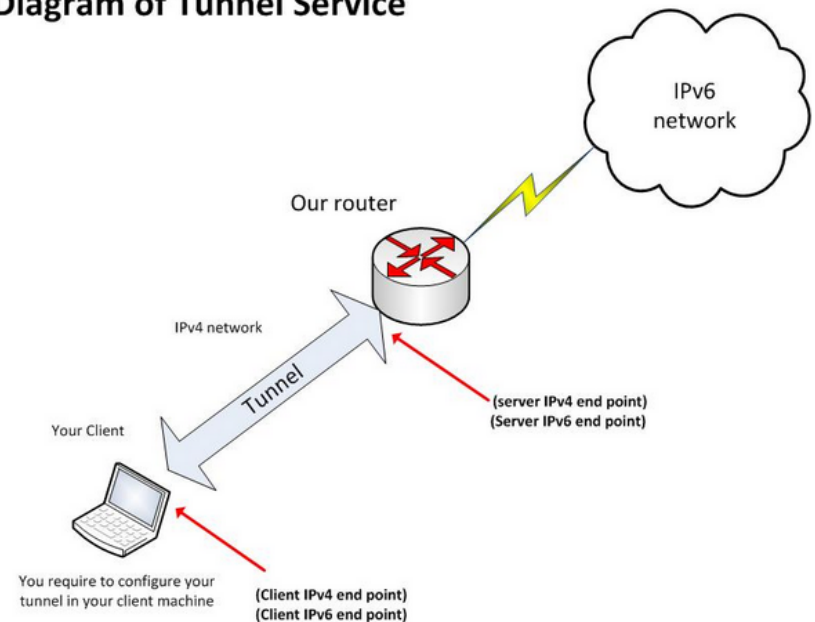 Diagram of Tunnel Service
IPv6
network
Our router
IPv4 network
Tunnel
(server IPv4 end point)
(Server IPv6 end point)
Your Client
You require to configure your
tunnel in your client machine
(Client IPv4 end point)
(Client IPv6 end point)